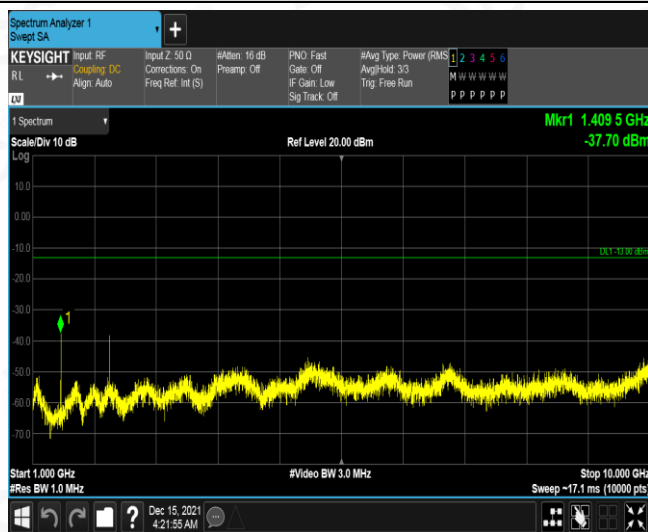 Spectrum Analyzer 1
Swept SA
KEYSIGHT
RL
Input: RF
Coupling: DC
Align: Auto
Input Z: 50 Ω
Corrections: On
Freq Ref: Int (S)
#Atten: 16 dB
Preamp: Off
PNO: Fast
Gate: Off
IF Gain: Low
Sig Track: Off
#Avg Type: Power (RMS
Avg|Hold: 3/3
Trig: Free Run
1 2 3 4 5 6
M W W W W W
P P P P P P
1 Spectrum
Scale/Div 10 dB
Ref Level 20.00 dBm
Mkr1 1.409 5 GHz
-37.70 dBm
Log
10.0
0.00
-10.0
DL1 -13.00 dBm
-20.0
-30.0
1
-40.0
-50.0
-60.0
-70.0
Start 1.000 GHz
#Res BW 1.0 MHz
#Video BW 3.0 MHz
Stop 10.000 GHz
Sweep ~17.1 ms (10000 pts)
?
Dec 15, 2021
4:21:55 AM